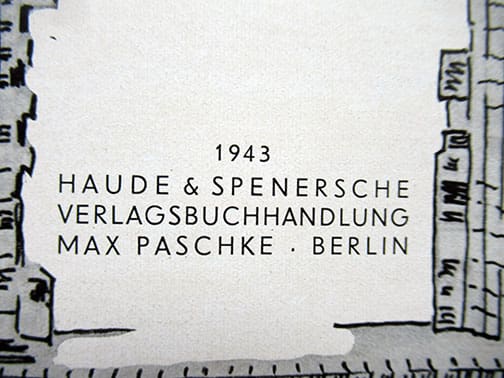 1943
HAUDE & SPENERSCHE
VERLAGSBUCHHANDLUNG
MAX PASCHKE · BERLIN